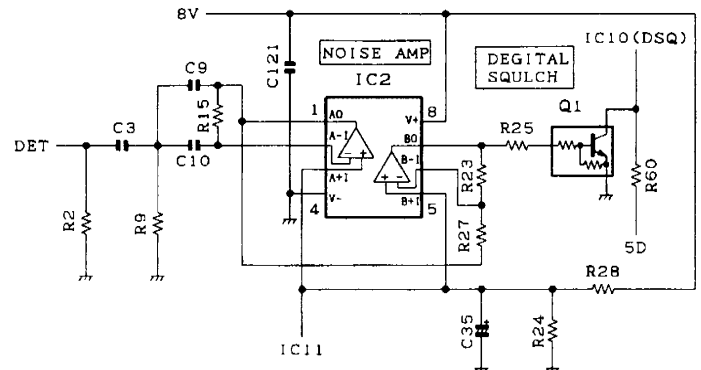 8V
NOISE AMP
IC10(DSQ)
DEGITAL
SQULCH
C121
IC2
C9
Q1
1
8
AO
V+
R15
C3
A-I
BO
R25
DET
C10
B-I
R23
R60
A+I
B+I
V-
4
5
R2
R9
R27
5D
R28
C35
+
R24
IC11